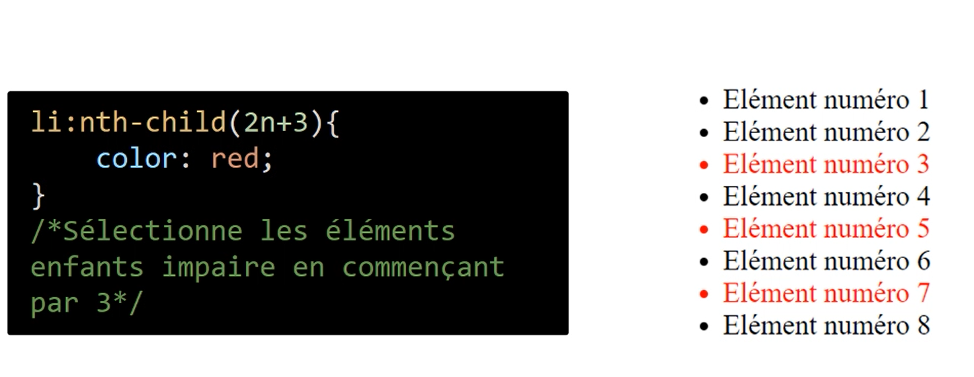 li:nth-child(2n+3){
color: red;
}
/*Sélectionne les éléments
enfants impaire en commençant
par 3*/
Elément numéro 1
Elément numéro 2
Elément numéro 3
Elément numéro 4
Elément numéro 5
Elément numéro 6
Elément numéro 7
Elément numéro 8